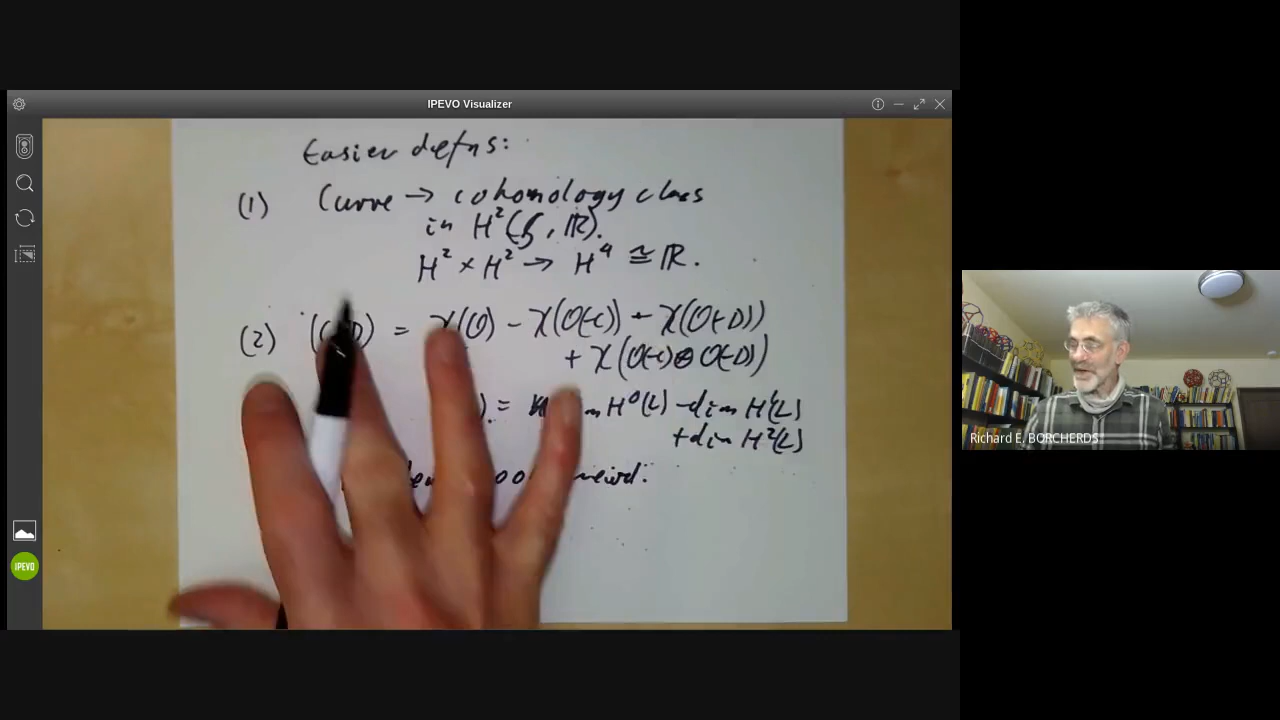 IPEVO Visualizer
Easier defns:
(1) Curve → cohomology class
in H²(S, ℝ).
H² × H² → H⁴ ≅ ℝ.
(2) (C, D) = χ(O) − χ(O(-C)) − χ(O(-D))
+ χ(O(-C)⊗O(-D))
= dim H⁰(L) − dim H¹(L)
+ dim H²(L)
weird:
IPEVO
Richard E. BORCHERDS